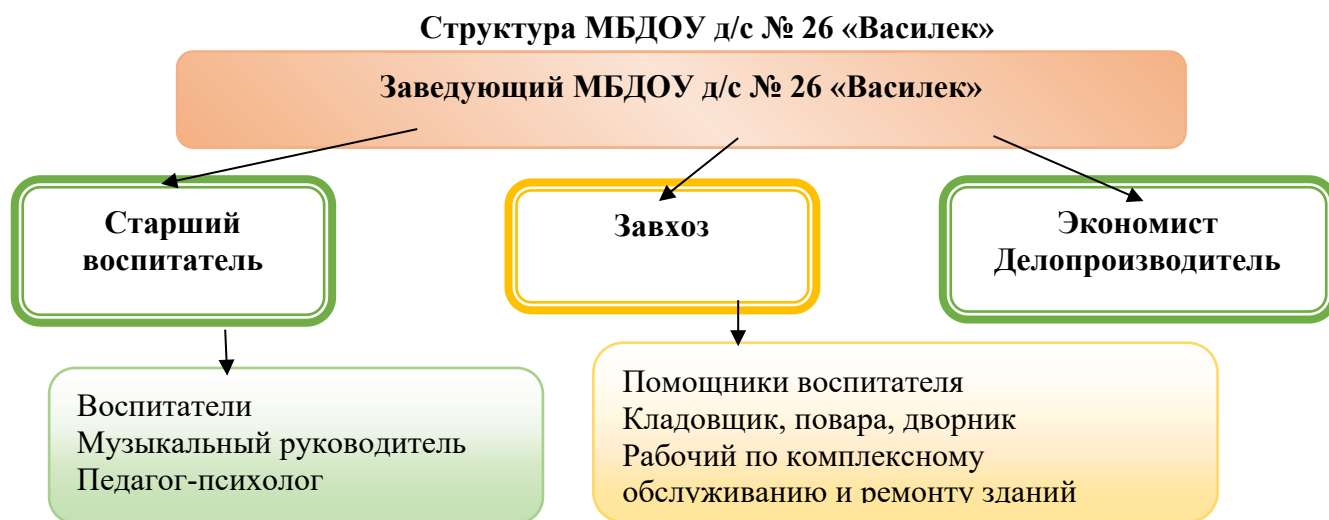 Структура МБДОУ д/с № 26 «Василек»
Заведующий МБДОУ д/с № 26 «Василек»
Старший
воспитатель
Завхоз
Экономист
Делопроизводитель
Воспитатели
Музыкальный руководитель
Педагог-психолог
Помощники воспитателя
Кладовщик, повара, дворник
Рабочий по комплексному
обслуживанию и ремонту зданий